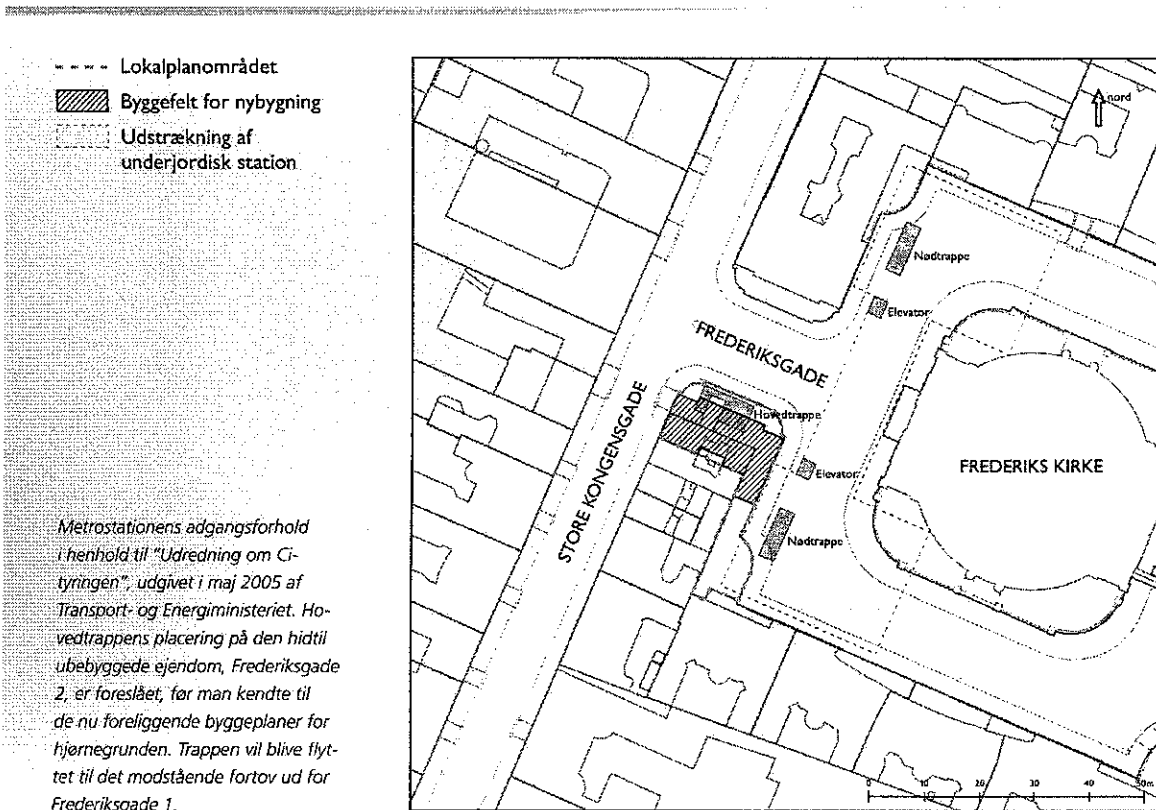 Lokalplanområdet
Byggefelt for nybygning
Udstrækning af
underjordisk station
Metrostationens adgangsforhold
i henhold til "Udredning om Ci-
tyringen", udgivet i maj 2005 af
Transport- og Energiministeriet. Ho-
vedtrappens placering på den hidtil
ubebyggede ejendom, Frederiksgade
2, er foreslået, før man kendte til
de nu foreliggende byggeplaner for
hjørnegrunden. Trappen vil blive flyt-
tet til det modstående fortov ud for
Frederiksgade 1.
nord
Nødtrappe
Elevator
FREDERIKSGADE
Hovedtrappe
STORE KONGENSGADE
Elevator
FREDERIKS KIRKE
Nødtrappe
0 10 20 30 40 50m